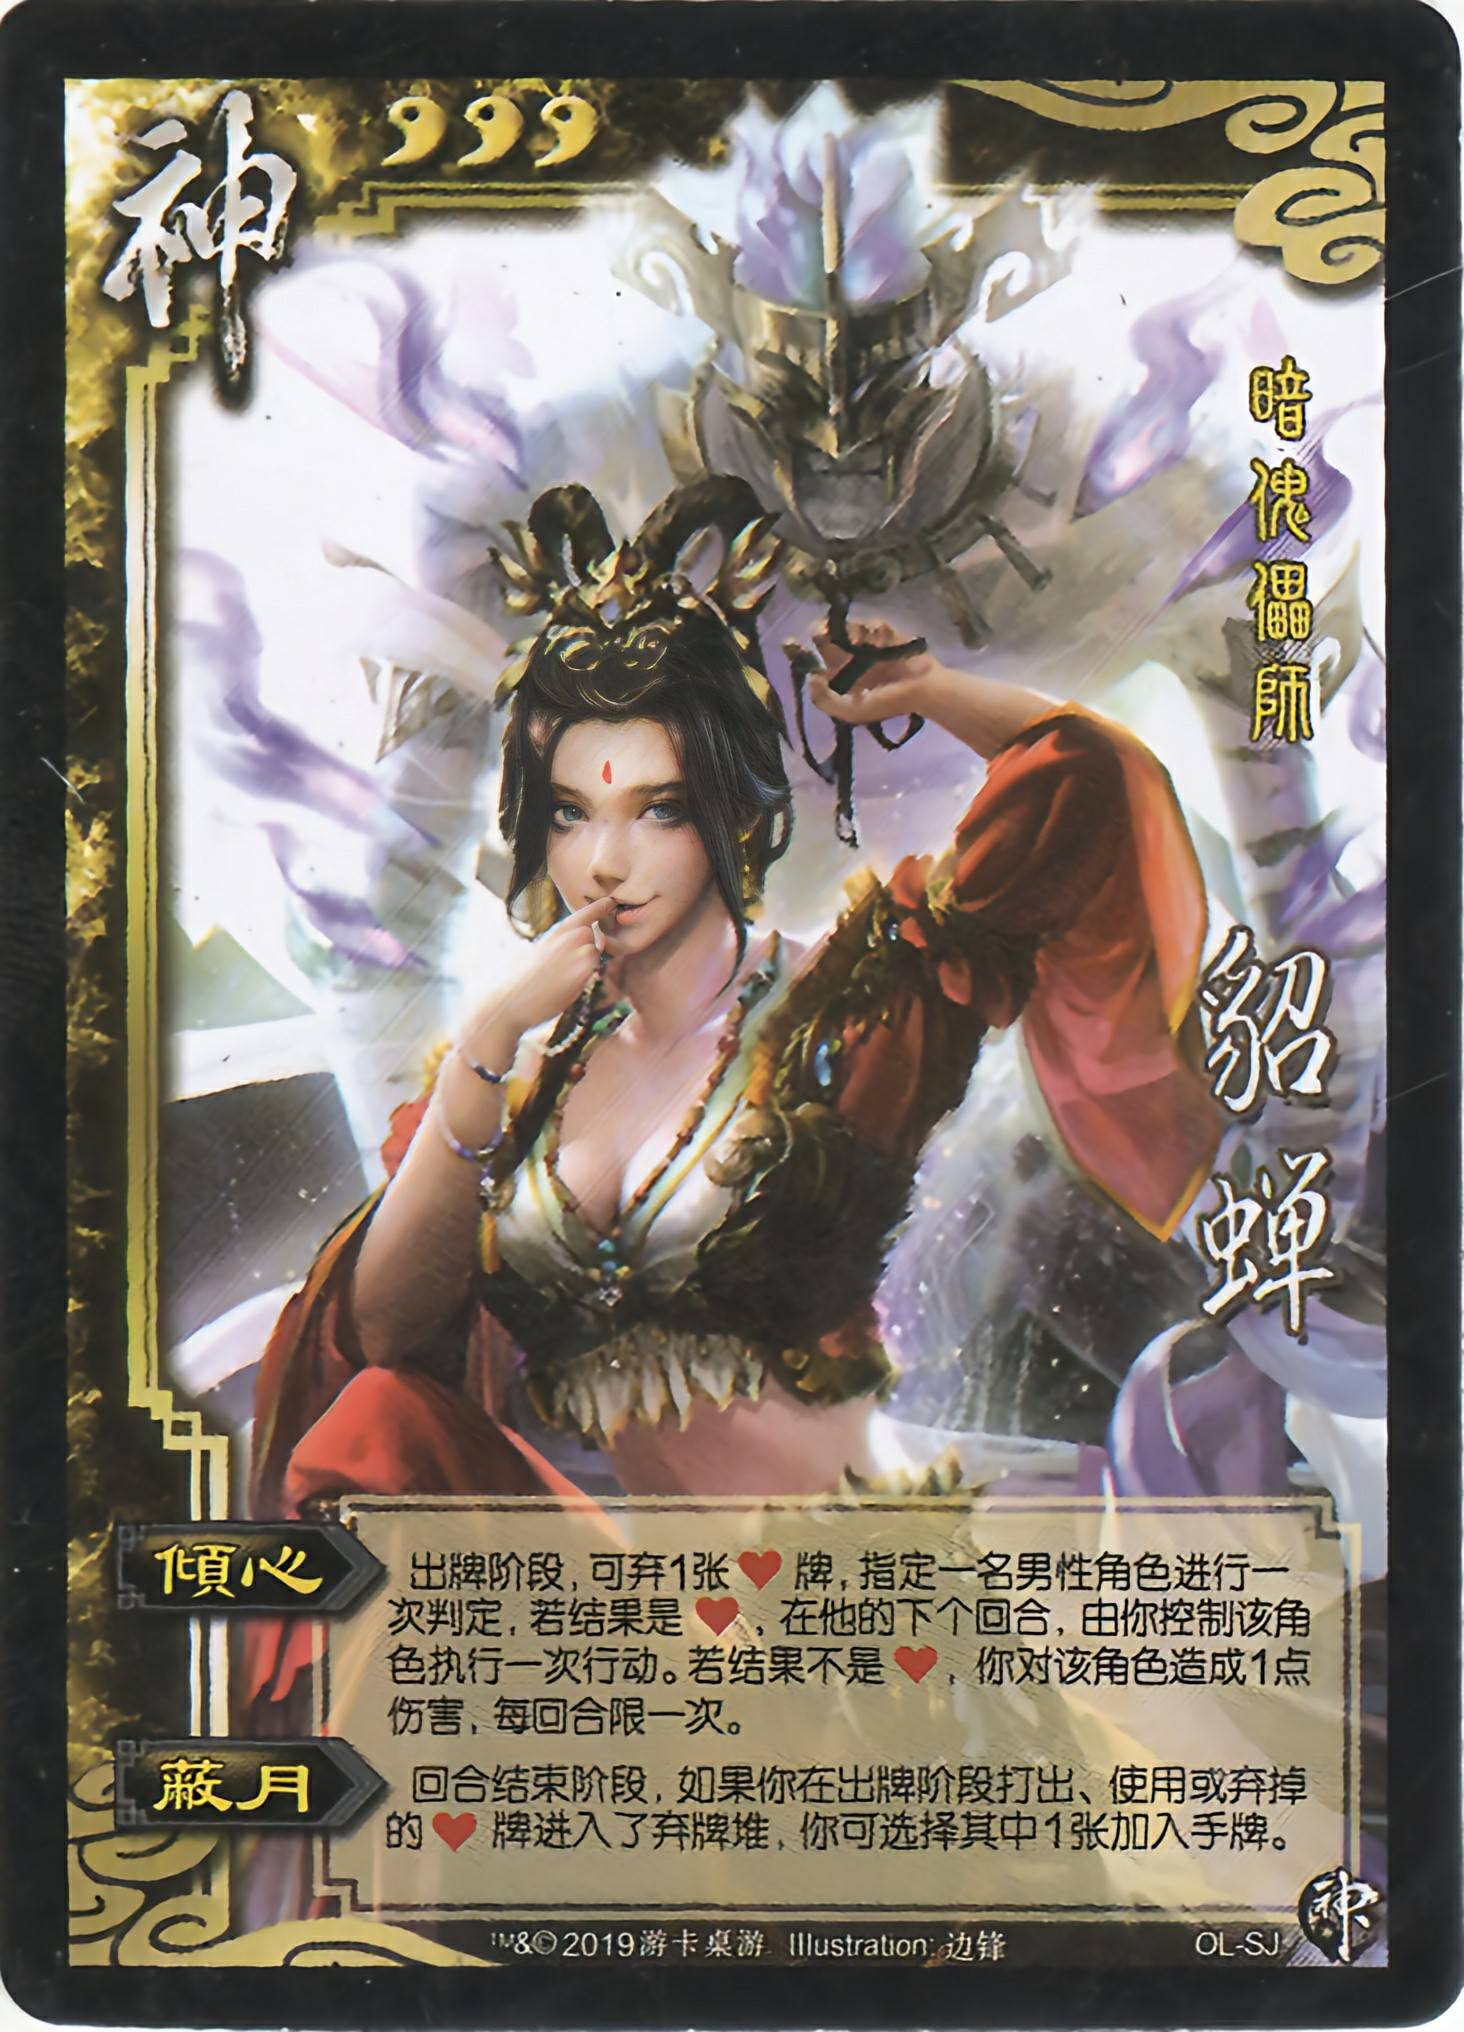 神
暗傀儡師
貂蝉
傾心
出牌阶段,可弃1张♥牌,指定一名男性角色进行一
次判定,若结果是♥,在他的下个回合,由你控制该角
色执行一次行动。若结果不是♥,你对该角色造成1点
伤害,每回合限一次。
蔽月
回合结束阶段,如果你在出牌阶段打出、使用或弃掉
的♥牌进入了弃牌堆,你可选择其中1张加入手牌。
™&©2019游卡桌游 Illustration:边锋
OL-SJ
神